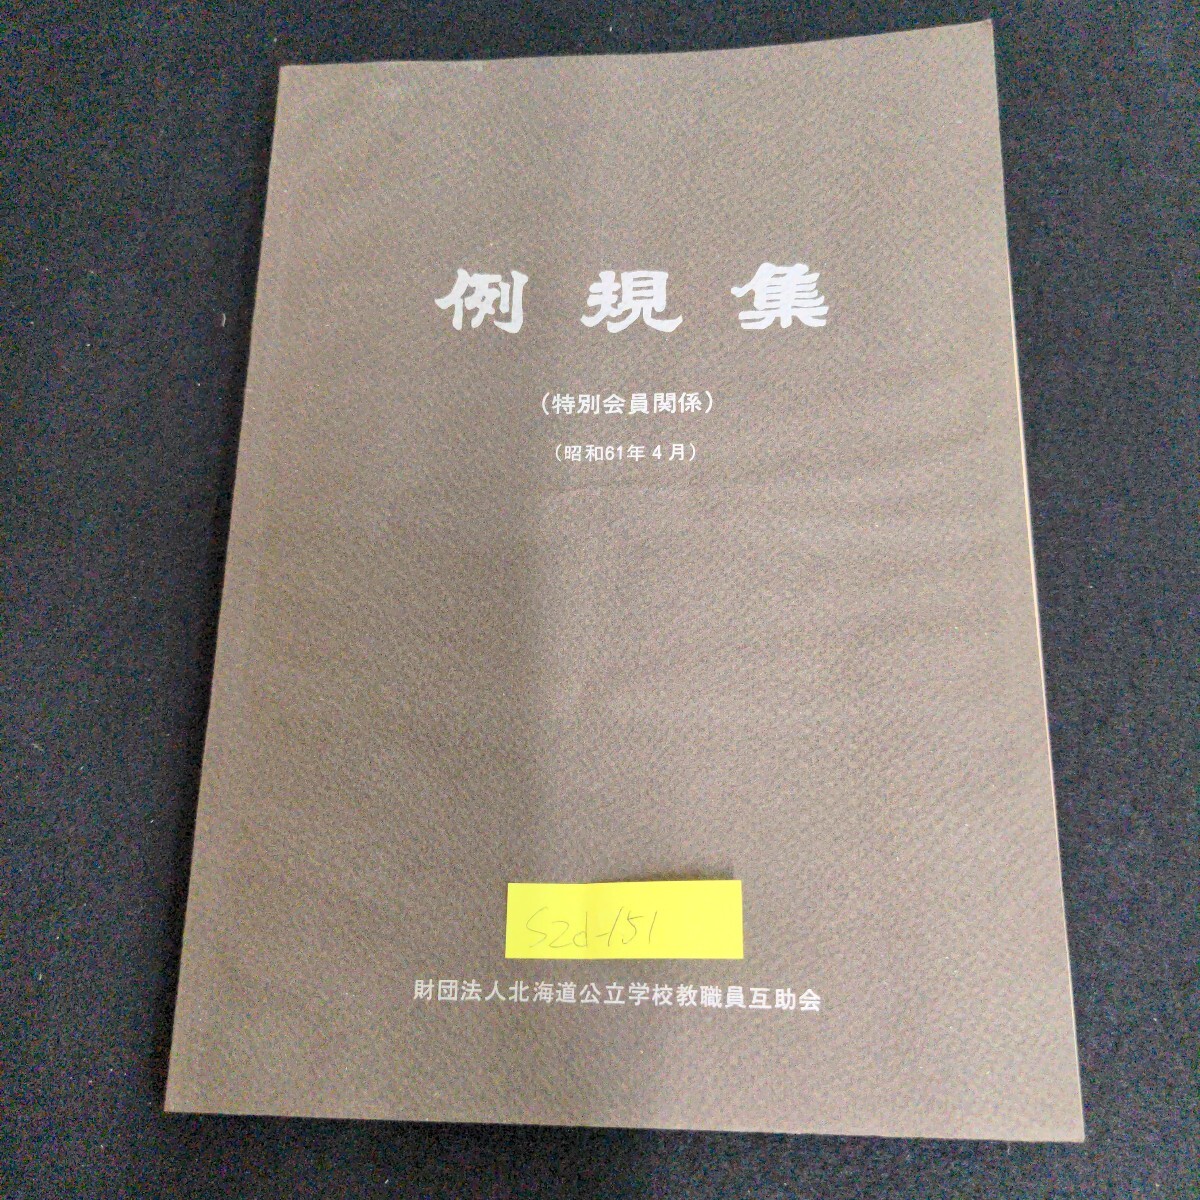 例規集
（特別会員関係）
（昭和61年4月）
S2d-151
財団法人北海道公立学校教職員互助会